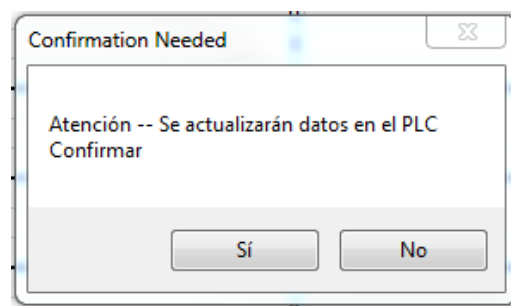 Confirmation Needed
Atención -- Se actualizarán datos en el PLC
Confirmar
Sí
No